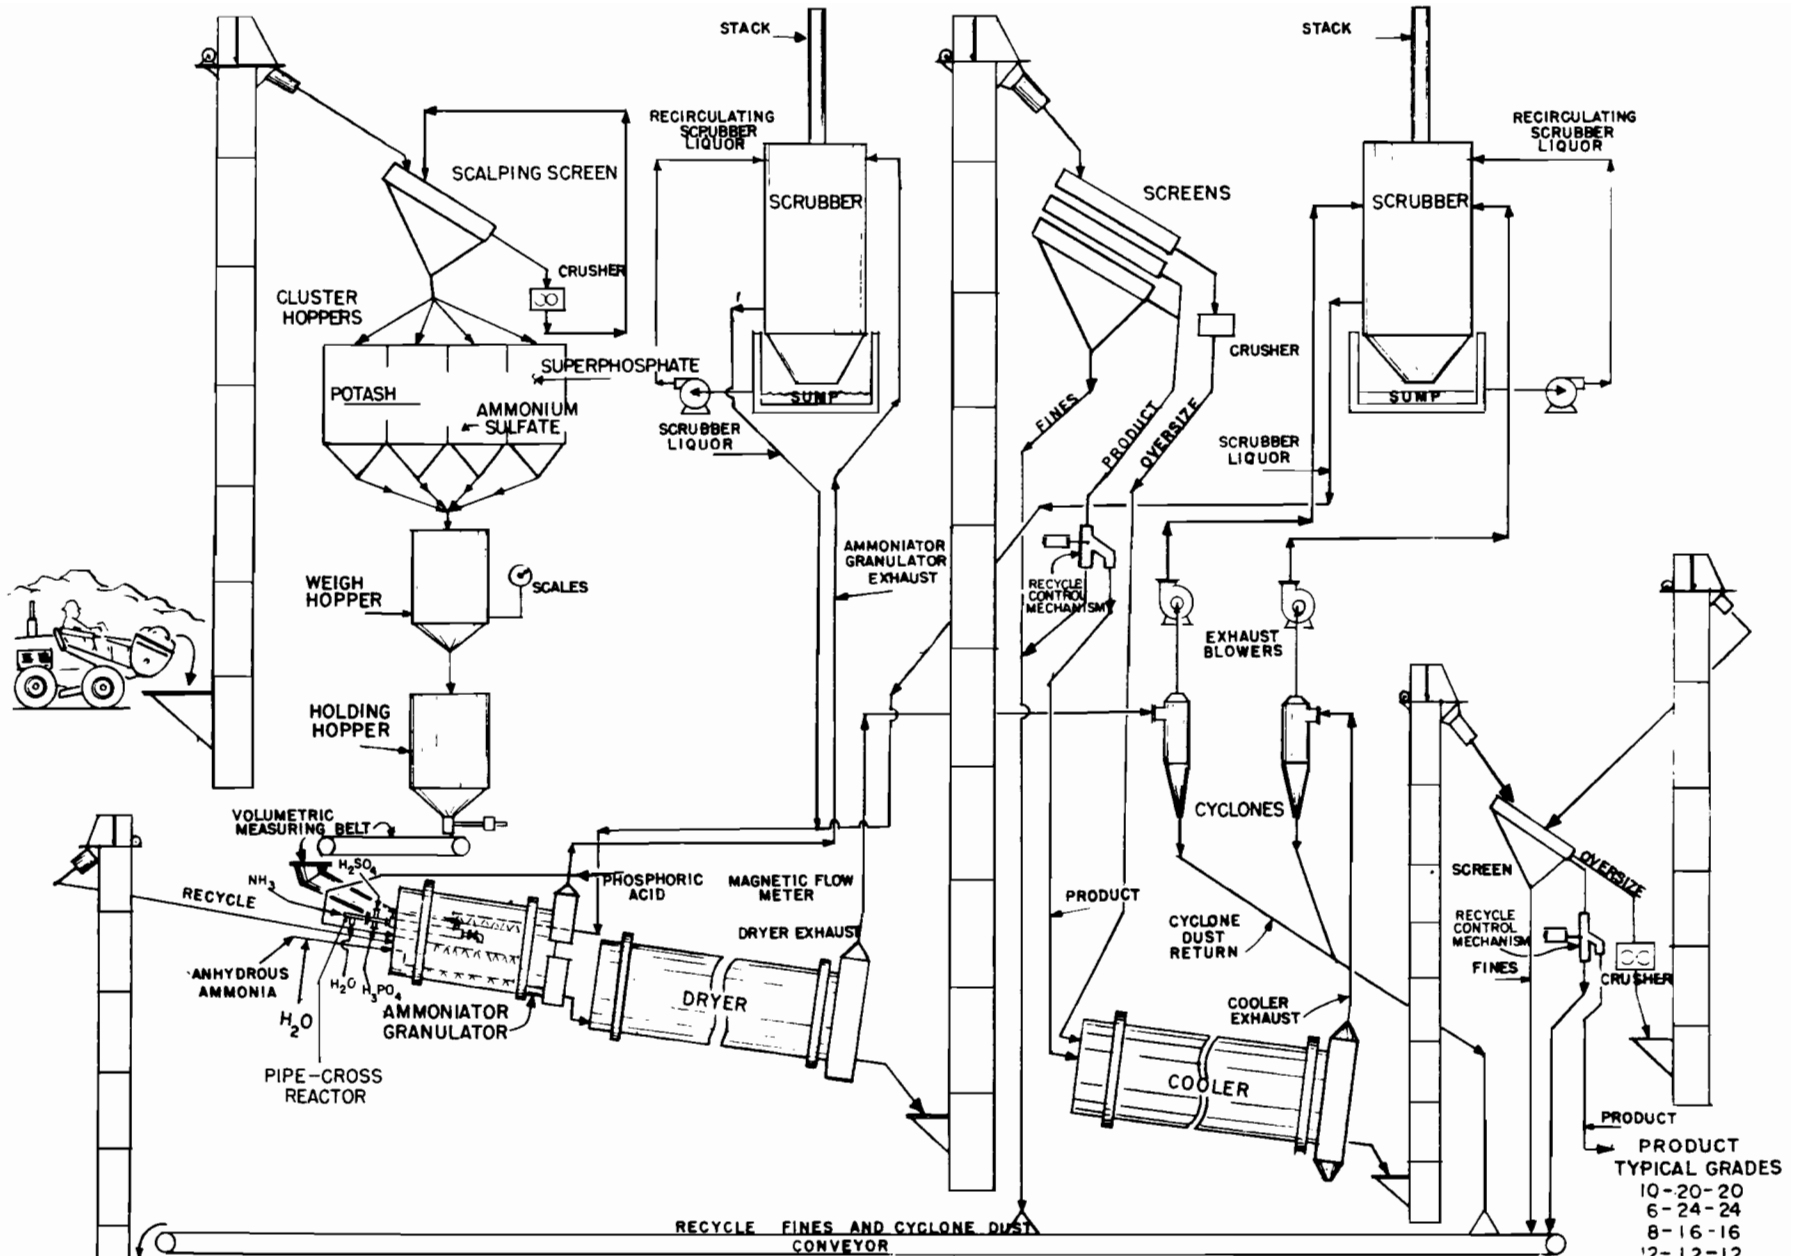 STACK
STACK
RECIRCULATING
SCRUBBER
LIQUOR
RECIRCULATING
SCRUBBER
LIQUOR
SCALPING SCREEN
SCRUBBER
SCREENS
SCRUBBER
CRUSHER
CLUSTER
HOPPERS
CRUSHER
SUPERPHOSPHATE
POTASH
AMMONIUM
SULFATE
SUMP
SUMP
SCRUBBER
LIQUOR
FINES
PRODUCT
OVERSIZE
SCRUBBER
LIQUOR
AMMONIATOR
GRANULATOR
EXHAUST
WEIGH
HOPPER
SCALES
RECYCLE
CONTROL
MECHANISM
EXHAUST
BLOWERS
HOLDING
HOPPER
VOLUMETRIC
MEASURING BELT
CYCLONES
H2SO4
NH3
RECYCLE
PHOSPHORIC
ACID
MAGNETIC FLOW
METER
PRODUCT
DRYER EXHAUST
CYCLONE
DUST
RETURN
SCREEN
OVERSIZE
RECYCLE
CONTROL
MECHANISM
FINES
CRUSHER
ANHYDROUS
AMMONIA
H2O
H3PO4
H2O
AMMONIATOR
GRANULATOR
DRYER
COOLER
EXHAUST
PIPE-CROSS
REACTOR
COOLER
PRODUCT
PRODUCT
TYPICAL GRADES
10-20-20
6-24-24
8-16-16
12-12-12
RECYCLE FINES AND CYCLONE DUST
CONVEYOR